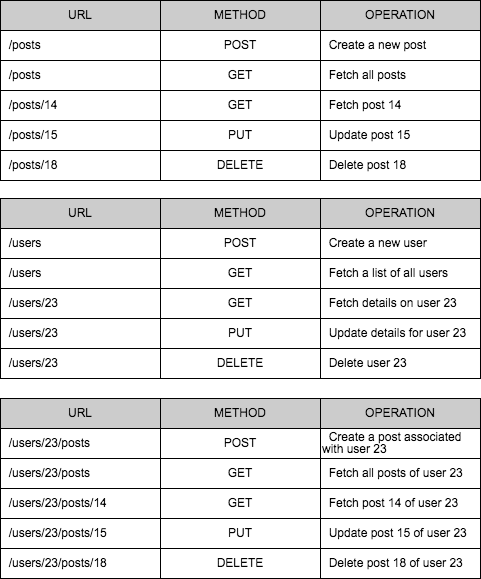 URL METHOD OPERATION
/posts POST Create a new post
/posts GET Fetch all posts
/posts/14 GET Fetch post 14
/posts/15 PUT Update post 15
/posts/18 DELETE Delete post 18
URL METHOD OPERATION
/users POST Create a new user
/users GET Fetch a list of all users
/users/23 GET Fetch details on user 23
/users/23 PUT Update details for user 23
/users/23 DELETE Delete user 23
URL METHOD OPERATION
/users/23/posts POST Create a post associated
with user 23
/users/23/posts GET Fetch all posts of user 23
/users/23/posts/14 GET Fetch post 14 of user 23
/users/23/posts/15 PUT Update post 15 of user 23
/users/23/posts/18 DELETE Delete post 18 of user 23